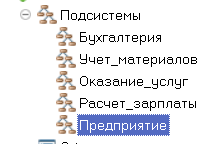 Подсистемы
Бухгалтерия
Учет_материалов
Оказание_услуг
Расчет_зарплаты
Предприятие